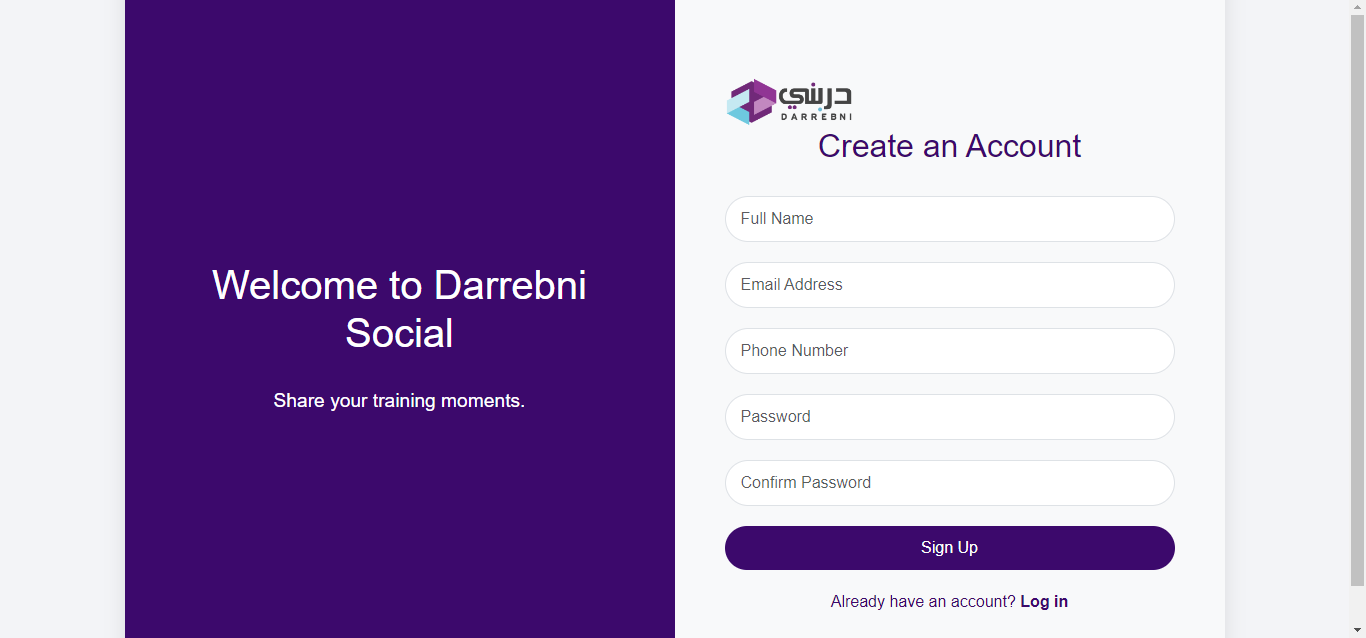 Welcome to Darrebni
Social
Share your training moments.
دربني
DARREBNI
Create an Account
Full Name
Email Address
Phone Number
Password
Confirm Password
Sign Up
Already have an account? Log in